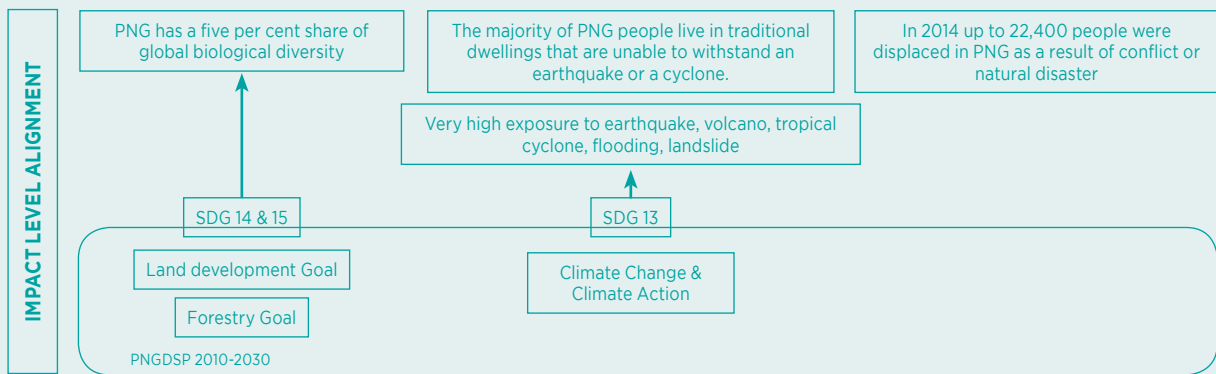 IMPACT LEVEL ALIGNMENT
PNG has a five per cent share of
global biological diversity
The majority of PNG people live in traditional
dwellings that are unable to withstand an
earthquake or a cyclone.
In 2014 up to 22,400 people were
displaced in PNG as a result of conflict or
natural disaster
Very high exposure to earthquake, volcano, tropical
cyclone, flooding, landslide
SDG 14 & 15
SDG 13
Land development Goal
Forestry Goal
Climate Change &
Climate Action
PNGDSP 2010-2030